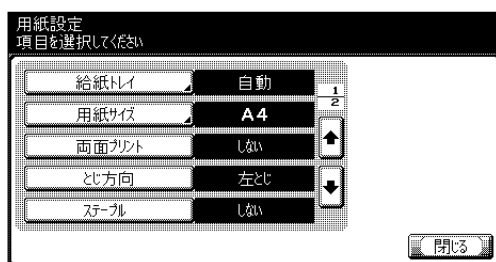 用紙設定
項目を選択してください
給紙トレイ 自動
用紙サイズ A4
両面プリント しない
とじ方向 左とじ
ステープル しない
1
2
閉じる